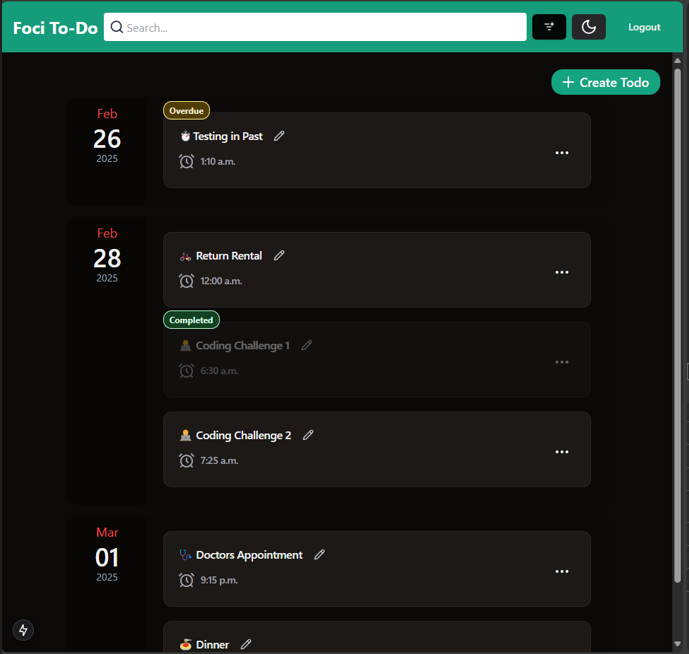 Foci To-Do
Search...
Logout
+ Create Todo
Feb
26
2025
Overdue
Testing in Past
1:10 a.m.
Feb
28
2025
Return Rental
12:00 a.m.
Completed
Coding Challenge 1
6:30 a.m.
Coding Challenge 2
7:25 a.m.
Mar
01
2025
Doctors Appointment
9:15 p.m.
Dinner